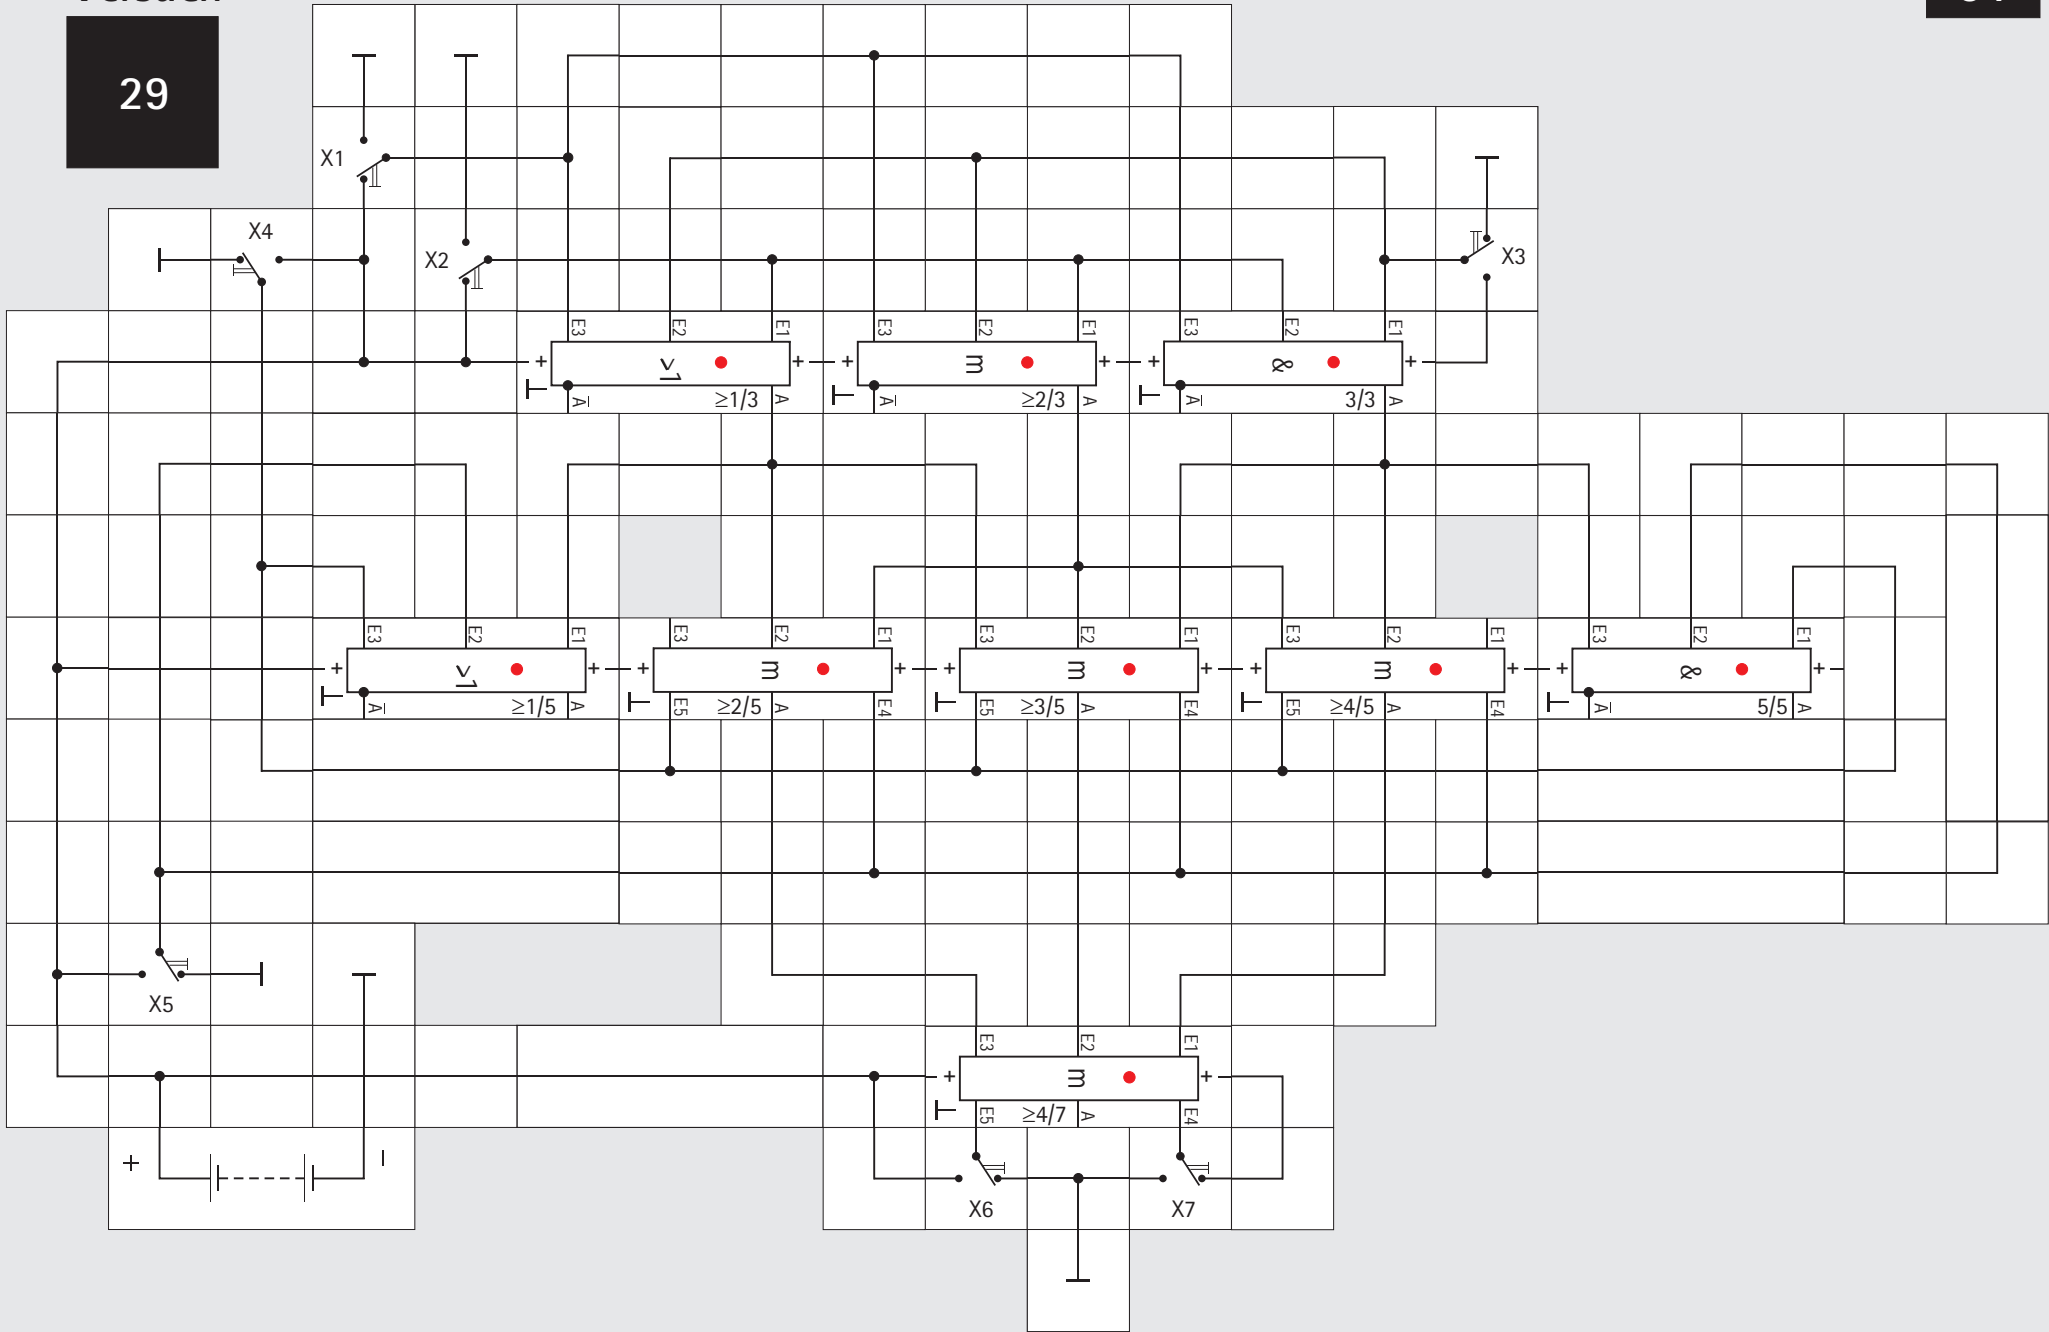 29
X1
X4
X2
X3
E3 E2 E1 E3 E2 E1 E3 E2 E1
+ ≥1 + + m + + & +
A ≥1/3 A A ≥2/3 A A 3/3 A
E3 E2 E1 E3 E2 E1 E3 E2 E1 E3 E2 E1 E3 E2 E1
+ ≥1 + + m + + m + + m + + & +
A ≥1/5 A E5 ≥2/5 A E4 E5 ≥3/5 A E4 E5 ≥4/5 A E4 A 5/5 A
X5
E3 E2 E1
+ m +
E5 ≥4/7 A E4
+ −
X6 X7